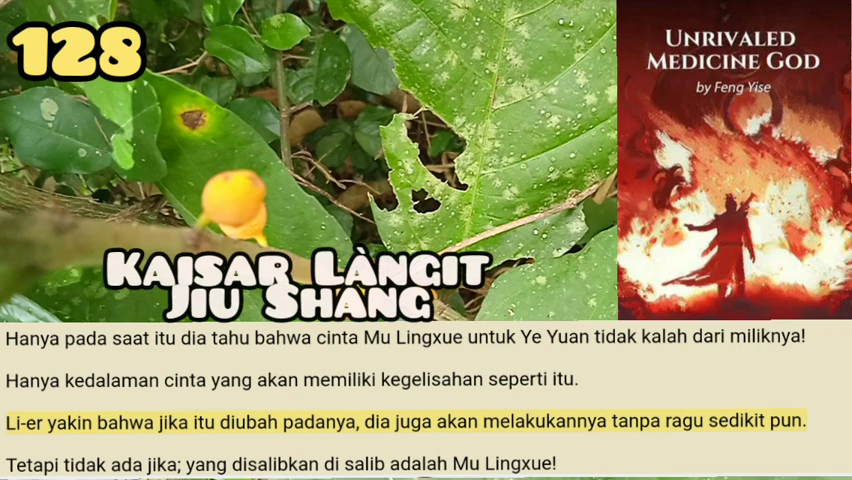 128
UNRIVALED
MEDICINE GOD
by Feng Yise
KAISAR LÀNGIT
JIU SHANG
Hanya pada saat itu dia tahu bahwa cinta Mu Lingxue untuk Ye Yuan tidak kalah dari miliknya!
Hanya kedalaman cinta yang akan memiliki kegelisahan seperti itu.
Li-er yakin bahwa jika itu diubah padanya, dia juga akan melakukannya tanpa ragu sedikit pun.
Tetapi tidak ada jika; yang disalibkan di salib adalah Mu Lingxue!